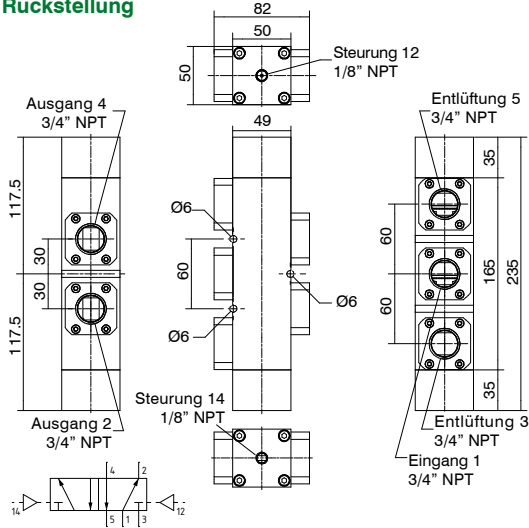 Rückstellung
82
50
50
Steurung 12
1/8” NPT
Ausgang 4
3/4” NPT
49
Entlüftung 5
3/4” NPT
117.5
30
30
117.5
Ø6
60
Ø6
Ø6
60
60
35
165
235
35
Ausgang 2
3/4” NPT
Steurung 14
1/8” NPT
Entlüftung 3
3/4” NPT
Eingang 1
3/4” NPT
4
2
14
12
5
1
3